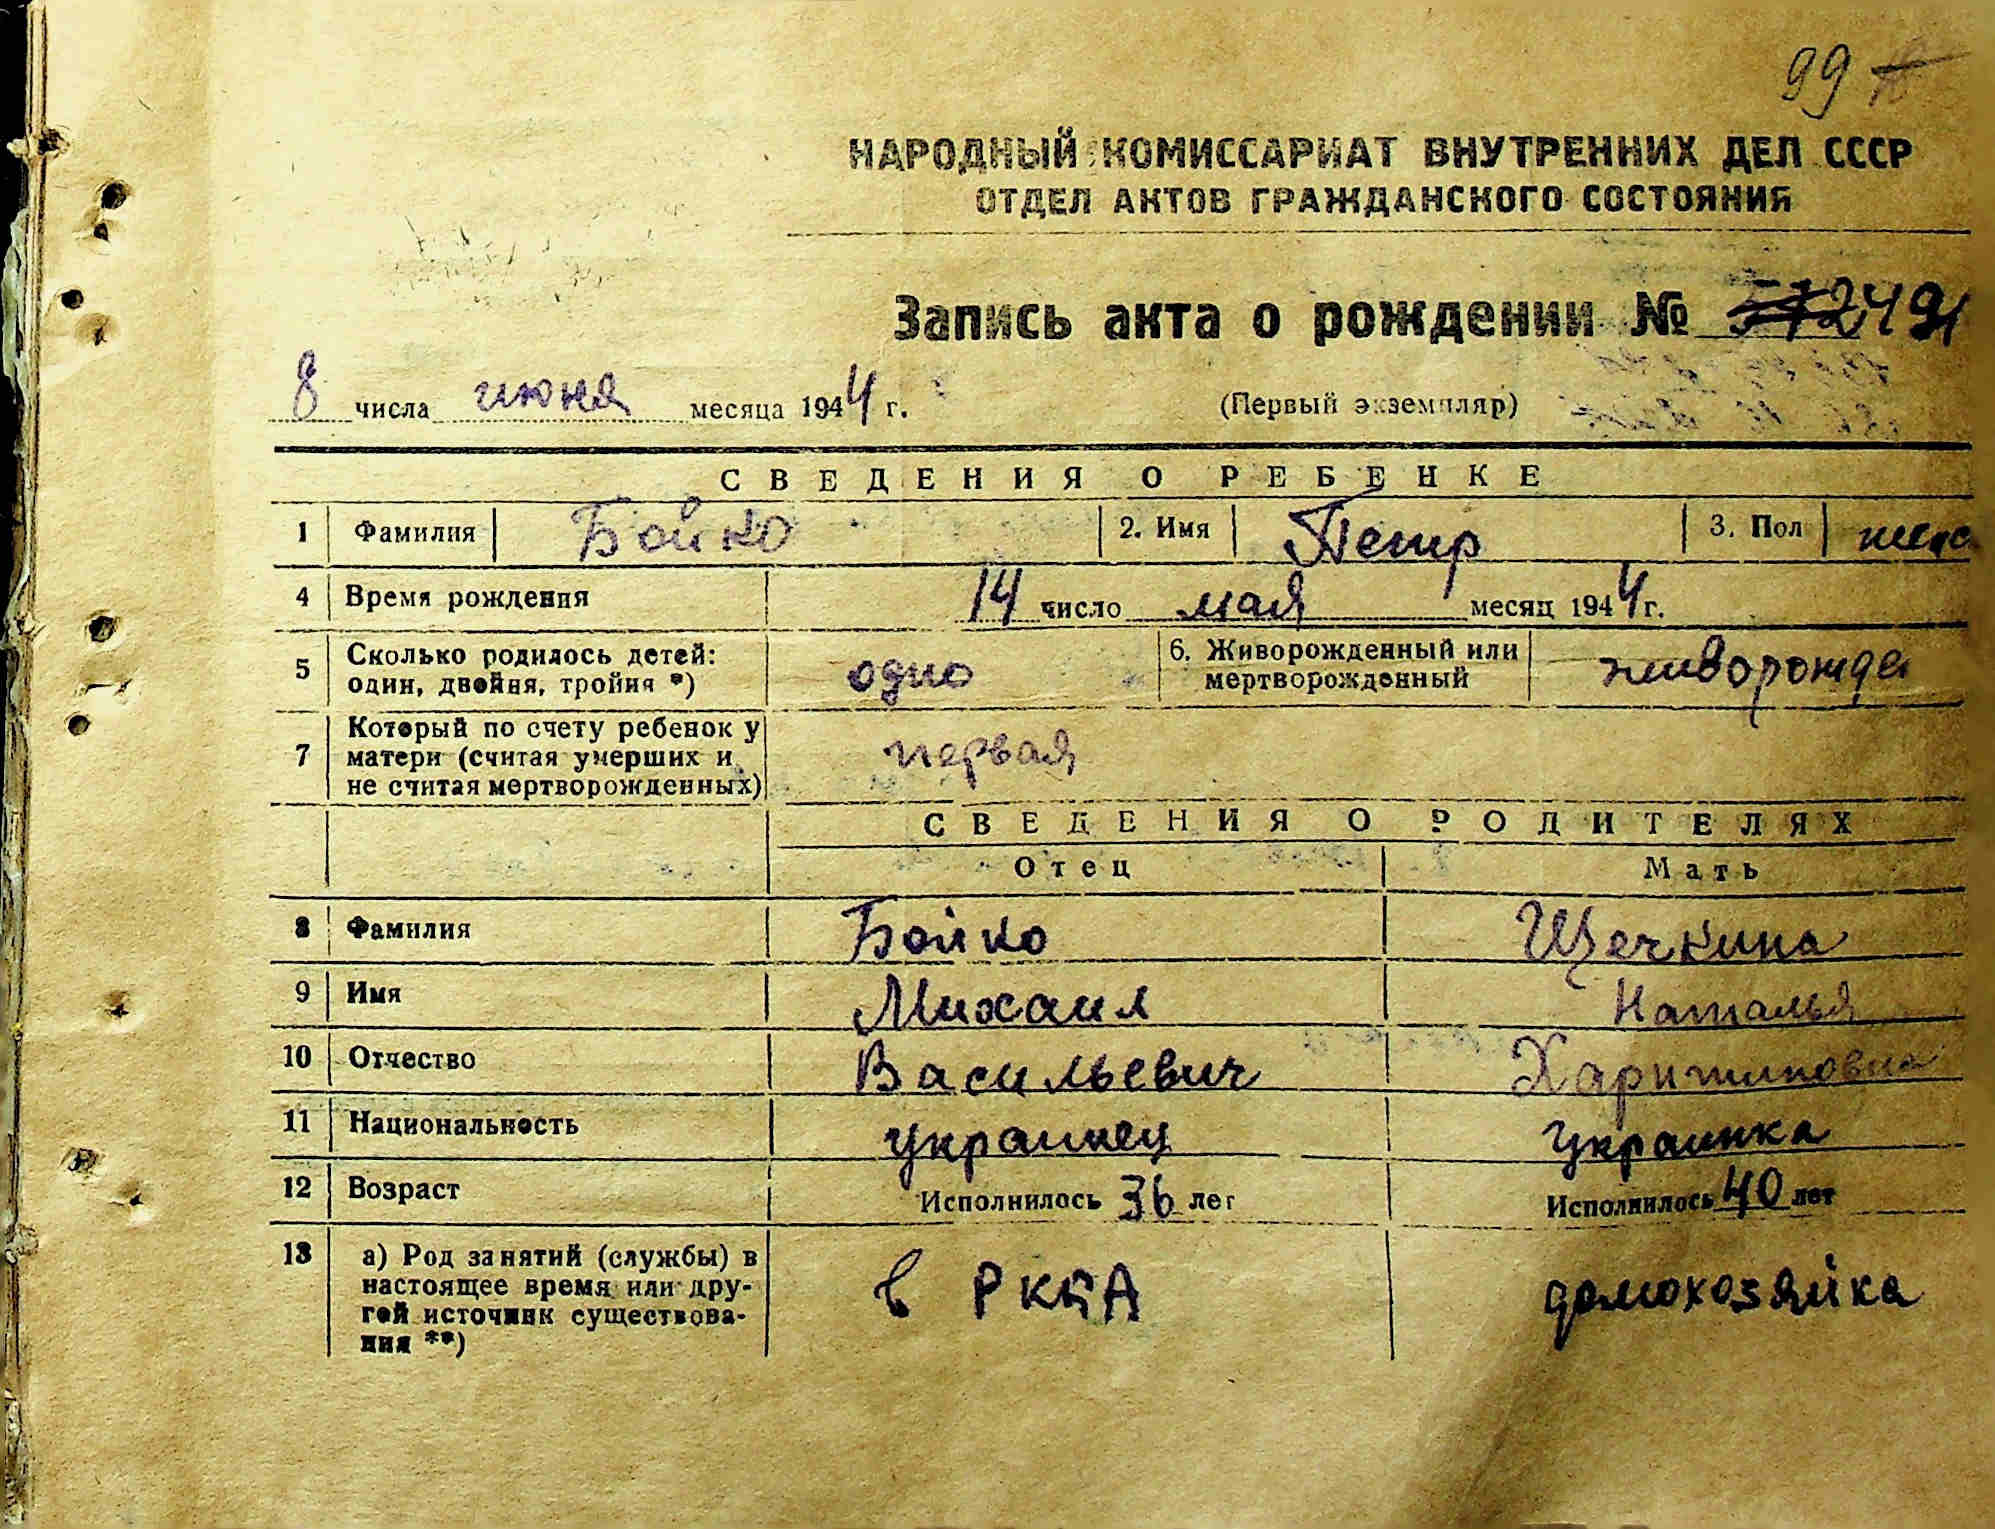 99
НАРОДНЫЙ КОМИССАРИАТ ВНУТРЕННИХ ДЕЛ СССР
ОТДЕЛ АКТОВ ГРАЖДАНСКОГО СОСТОЯНИЯ
Запись акта о рождении № 2491
8 числа июня месяца 1944 г. (Первый экземпляр)
СВЕДЕНИЯ О РЕБЕНКЕ
1 Фамилия Бойко 2. Имя Петр 3. Пол
4 Время рождения 14 число мая месяц 1944 г.
5 Сколько родилось детей: один, двойня, тройня *) одно 6. Живорожденный или мертворожденный живорожде
7 Который по счету ребенок у матери (считая умерших и не считая мертворожденных) первая
СВЕДЕНИЯ О РОДИТЕЛЯХ
Отец Мать
8 Фамилия Бойко Щечкина
9 Имя Михаил Наталья
10 Отчество Васильевич Харитиновна
11 Национальность украинец украинка
12 Возраст Исполнилось 36 лет Исполнилось 40 лет
13 а) Род занятий (службы) в настоящее время или другой источник существования **) в РККА домохозяйка